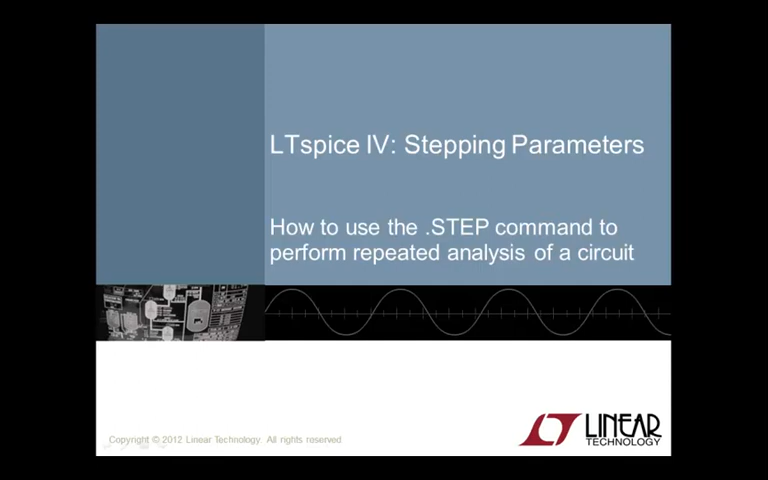 LTspice IV: Stepping Parameters
How to use the .STEP command to
perform repeated analysis of a circuit
Copyright © 2012 Linear Technology. All rights reserved
LINEAR
TECHNOLOGY